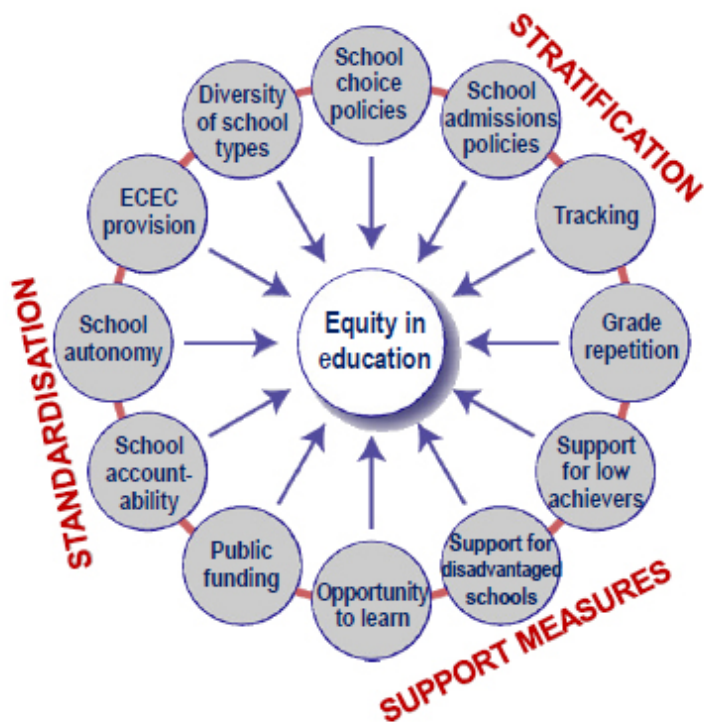 School
choice
policies
School
admissions
policies
Tracking
Grade
repetition
Support
for low
achievers
Support for
disadvantaged
schools
Opportunity
to learn
Public
funding
School
account-
ability
School
autonomy
ECEC
provision
Diversity
of school
types
Equity in
education
STRATIFICATION
SUPPORT MEASURES
STANDARDISATION